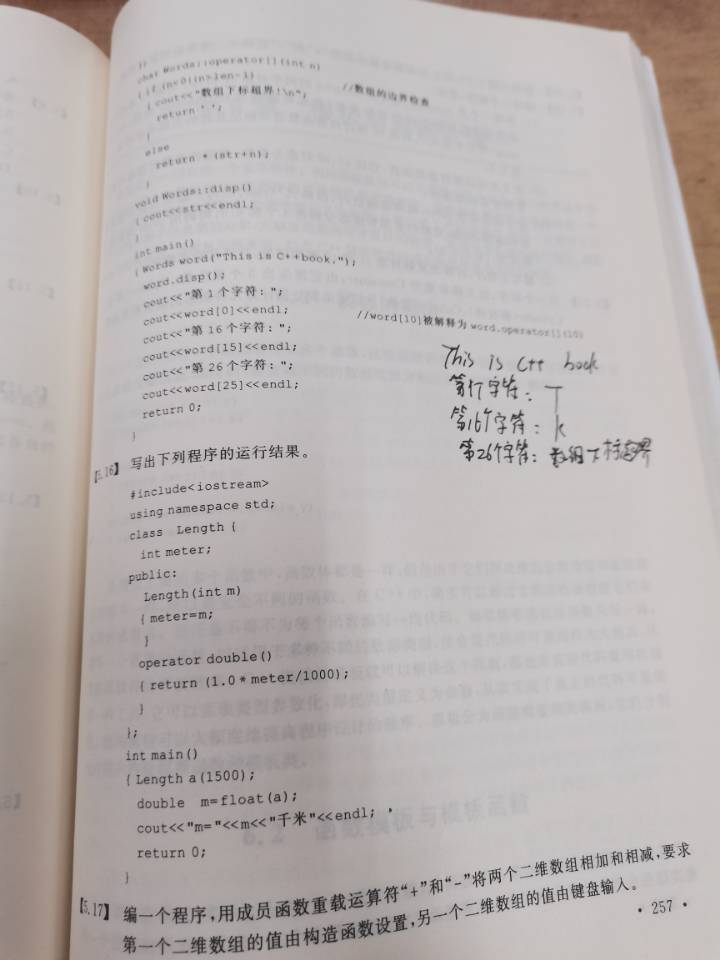 }
char Words::operator[](int n)
{ if (n<0||n>len-1) //数组的边界检查
{ cout<<"数组下标超界!\n";
return ' ';
}
else
return * (str+n);
}
void Words::disp()
{ cout<<str<<endl;
}
int main()
{ Words word("This is C++book.");
word.disp();
cout<<"第 1 个字符: ";
cout<<word[0]<<endl; //word[10]被解释为 word.operator[](10)
cout<<"第 16 个字符: ";
cout<<word[15]<<endl;
cout<<"第 26 个字符: ";
cout<<word[25]<<endl;
return 0;
}
This is C++ book
第1个字符: T
第16个字符: k
第26个字符: 数组下标超界
【5.16】 写出下列程序的运行结果。
#include<iostream>
using namespace std;
class Length {
int meter;
public:
Length(int m)
{ meter=m;
}
operator double()
{ return (1.0 * meter/1000);
}
};
int main()
{ Length a(1500);
double m=float(a);
cout<<"m="<<m<<"千米"<<endl;
return 0;
}
【5.17】 编一个程序,用成员函数重载运算符“+”和“-”将两个二维数组相加和相减,要求
第一个二维数组的值由构造函数设置,另一个二维数组的值由键盘输入。
· 257 ·